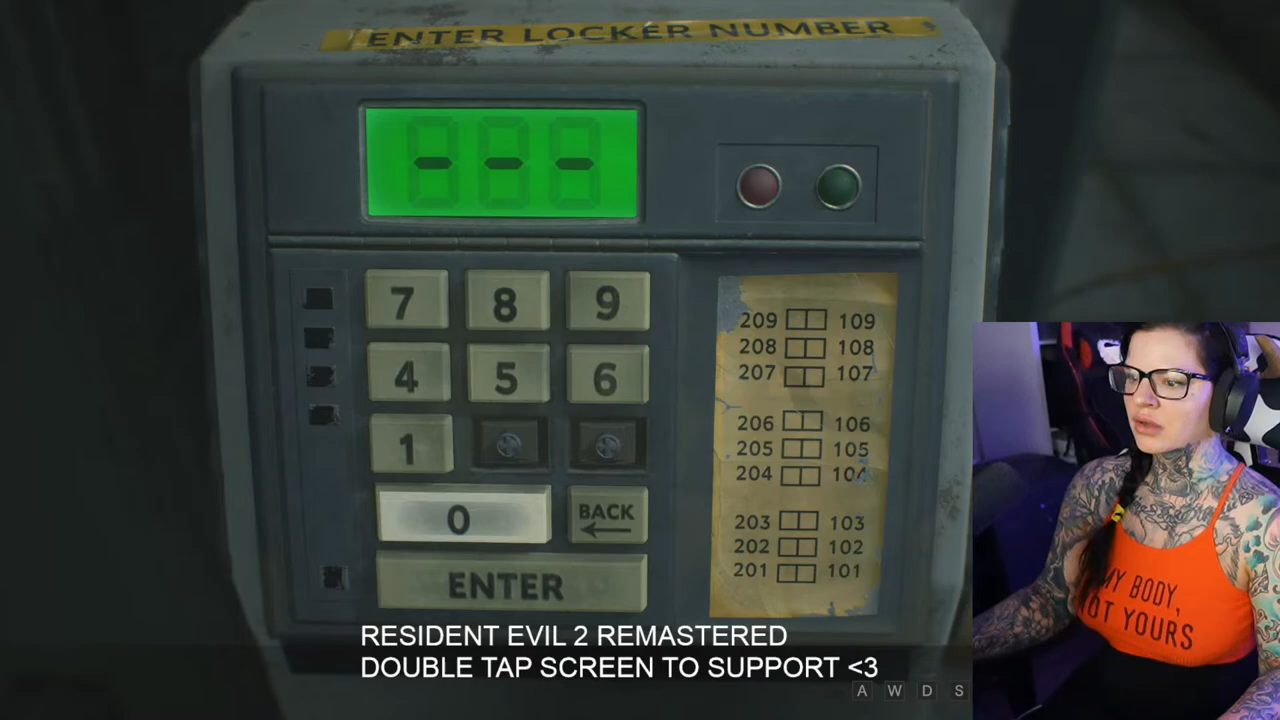 ENTER LOCKER NUMBER
7 8 9
4 5 6
1
0 BACK
ENTER
209 109
208 108
207 107
206 106
205 105
204 104
203 103
202 102
201 101
MY BODY,
NOT YOURS
RESIDENT EVIL 2 REMASTERED
DOUBLE TAP SCREEN TO SUPPORT <3
A W D S